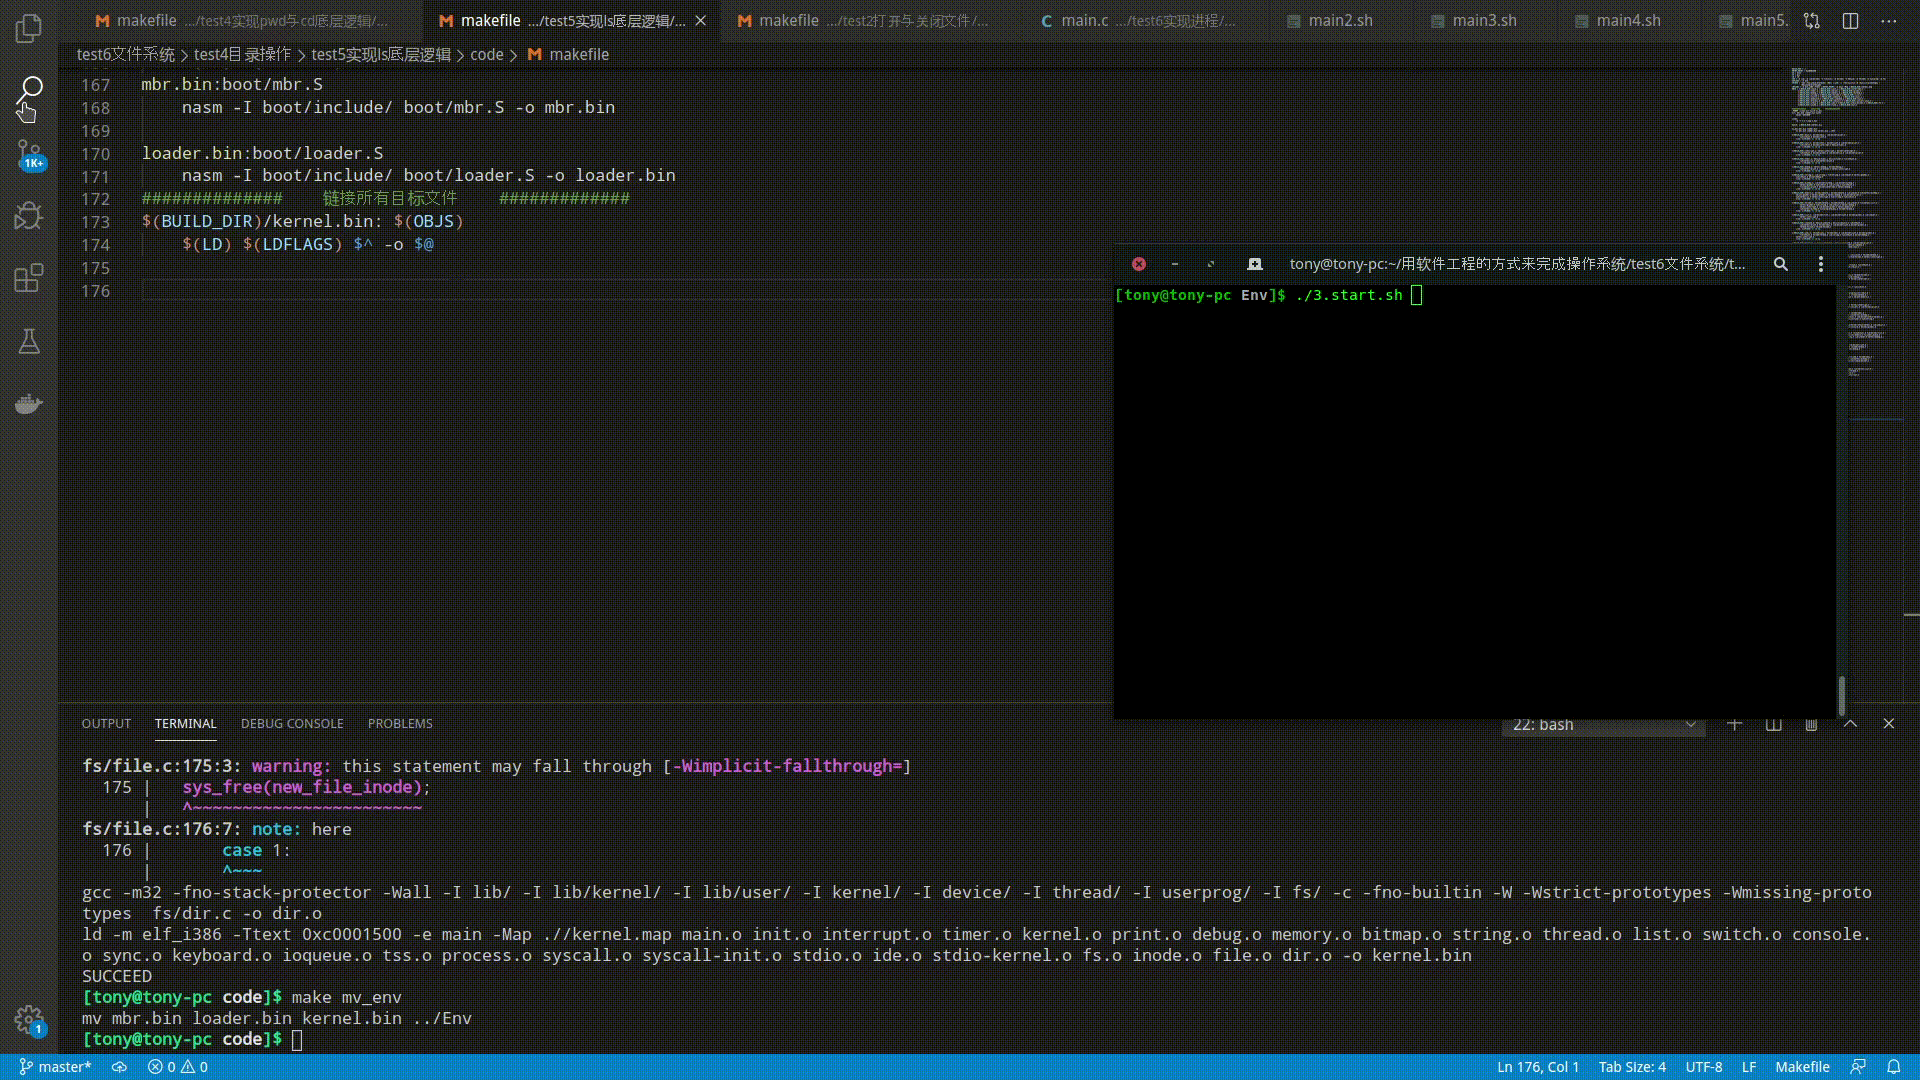 makefile .../test4实现pwd与cd底层逻辑/...
makefile .../test5实现ls底层逻辑/...
makefile .../test2打开与关闭文件/...
main.c .../test6实现进程/...
main2.sh
main3.sh
main4.sh
main5.
test6文件系统 > test4目录操作 > test5实现ls底层逻辑 > code > makefile
167 mbr.bin:boot/mbr.S
168 nasm -I boot/include/ boot/mbr.S -o mbr.bin
169
170 loader.bin:boot/loader.S
171 nasm -I boot/include/ boot/loader.S -o loader.bin
172 ############## 链接所有目标文件 #############
173 $(BUILD_DIR)/kernel.bin: $(OBJS)
174 $(LD) $(LDFLAGS) $^ -o $@
175
176
1K+
tony@tony-pc:~/用软件工程的方式来完成操作系统/test6文件系统/t...
[tony@tony-pc Env]$ ./3.start.sh
OUTPUT TERMINAL DEBUG CONSOLE PROBLEMS
22: bash
fs/file.c:175:3: warning: this statement may fall through [-Wimplicit-fallthrough=]
175 | sys_free(new_file_inode);
| ^~~~~~~~~~~~~~~~~~~~~~~~
fs/file.c:176:7: note: here
176 | case 1:
| ^~~~
gcc -m32 -fno-stack-protector -Wall -I lib/ -I lib/kernel/ -I lib/user/ -I kernel/ -I device/ -I thread/ -I userprog/ -I fs/ -c -fno-builtin -W -Wstrict-prototypes -Wmissing-proto
types  fs/dir.c -o dir.o
ld -m elf_i386 -Ttext 0xc0001500 -e main -Map .//kernel.map main.o init.o interrupt.o timer.o kernel.o print.o debug.o memory.o bitmap.o string.o thread.o list.o switch.o console.
o sync.o keyboard.o ioqueue.o tss.o process.o syscall.o syscall-init.o stdio.o ide.o stdio-kernel.o fs.o inode.o file.o dir.o -o kernel.bin
SUCCEED
[tony@tony-pc code]$ make mv_env
mv mbr.bin loader.bin kernel.bin ../Env
[tony@tony-pc code]$
1
master* 0 0
Ln 176, Col 1 Tab Size: 4 UTF-8 LF Makefile